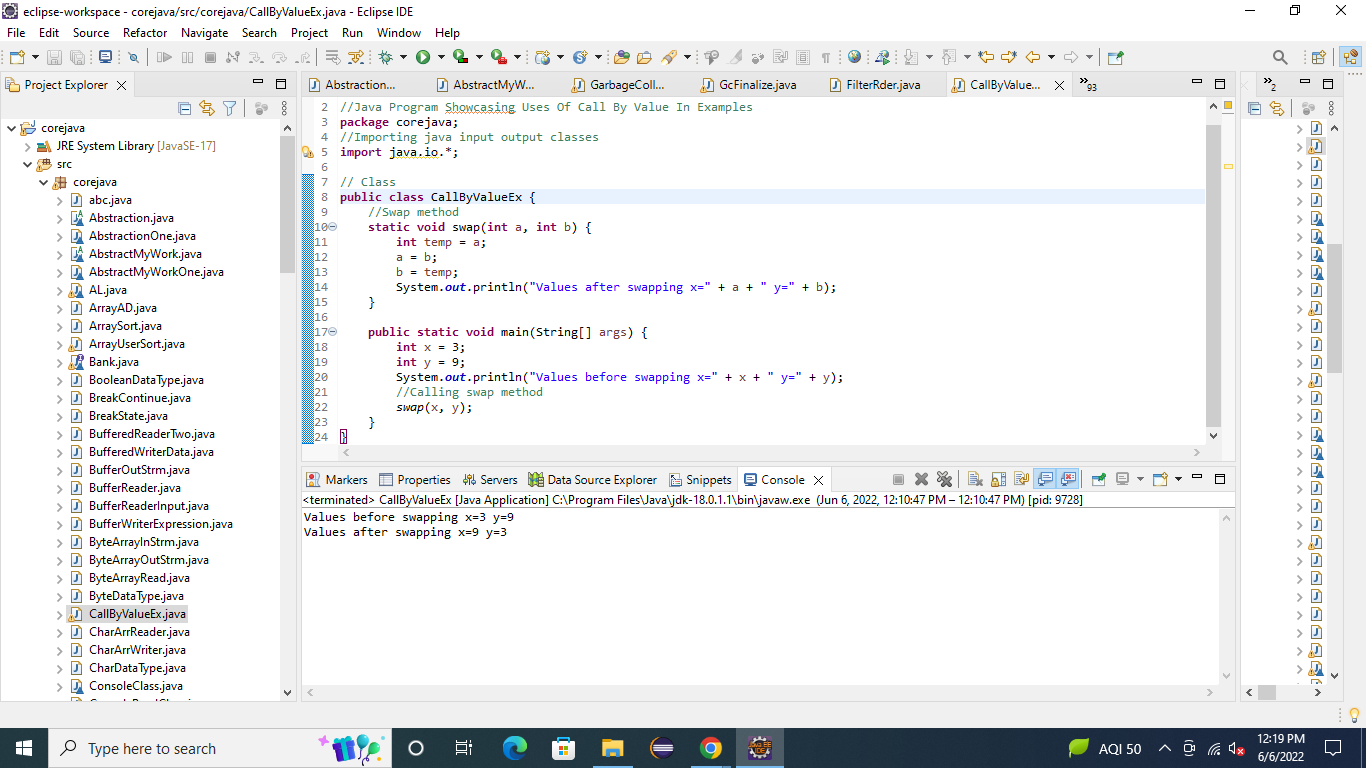 eclipse-workspace - corejava/src/corejava/CallByValueEx.java - Eclipse IDE
File Edit Source Refactor Navigate Search Project Run Window Help
Project Explorer
corejava
JRE System Library [JavaSE-17]
src
corejava
abc.java
Abstraction.java
AbstractionOne.java
AbstractMyWork.java
AbstractMyWorkOne.java
AL.java
ArrayAD.java
ArraySort.java
ArrayUserSort.java
Bank.java
BooleanDataType.java
BreakContinue.java
BreakState.java
BufferedReaderTwo.java
BufferedWriterData.java
BufferOutStrm.java
BufferReader.java
BufferReaderInput.java
BufferWriterExpression.java
ByteArrayInStrm.java
ByteArrayOutStrm.java
ByteArrayRead.java
ByteDataType.java
CallByValueEx.java
CharArrReader.java
CharArrWriter.java
CharDataType.java
ConsoleClass.java
Abstraction... AbstractMyW... GarbageColl... GcFinalize.java FilterRder.java CallByValue... 93
2 //Java Program Showcasing Uses Of Call By Value In Examples
3 package corejava;
4 //Importing java input output classes
5 import java.io.*;
6
7 // Class
8 public class CallByValueEx {
9 //Swap method
10 static void swap(int a, int b) {
11 int temp = a;
12 a = b;
13 b = temp;
14 System.out.println("Values after swapping x=" + a + " y=" + b);
15 }
16
17 public static void main(String[] args) {
18 int x = 3;
19 int y = 9;
20 System.out.println("Values before swapping x=" + x + " y=" + y);
21 //Calling swap method
22 swap(x, y);
23 }
24 }
2
Markers Properties Servers Data Source Explorer Snippets Console
<terminated> CallByValueEx [Java Application] C:\Program Files\Java\jdk-18.0.1.1\bin\javaw.exe (Jun 6, 2022, 12:10:47 PM – 12:10:47 PM) [pid: 9728]
Values before swapping x=3 y=9
Values after swapping x=9 y=3
Type here to search
AQI 50
12:19 PM
6/6/2022